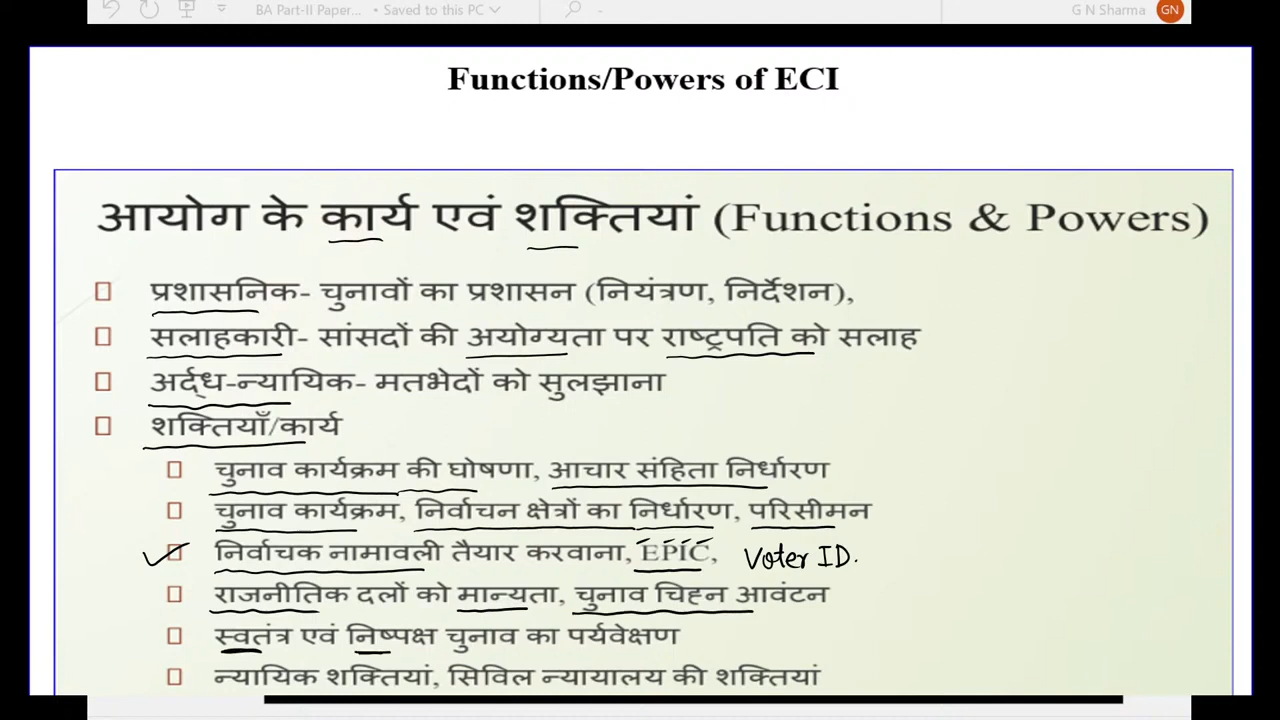 BA Part-II Paper... • Saved to this PC
G N Sharma GN
Functions/Powers of ECI
आयोग के कार्य एवं शक्तियां (Functions & Powers)
प्रशासनिक- चुनावों का प्रशासन (नियंत्रण, निर्देशन),
सलाहकारी- सांसदों की अयोग्यता पर राष्ट्रपति को सलाह
अर्द्ध-न्यायिक- मतभेदों को सुलझाना
शक्तियाँ/कार्य
चुनाव कार्यक्रम की घोषणा, आचार संहिता निर्धारण
चुनाव कार्यक्रम, निर्वाचन क्षेत्रों का निर्धारण, परिसीमन
निर्वाचक नामावली तैयार करवाना, EPIC, Voter ID.
राजनीतिक दलों को मान्यता, चुनाव चिह्न आवंटन
स्वतंत्र एवं निष्पक्ष चुनाव का पर्यवेक्षण
न्यायिक शक्तियां, सिविल न्यायालय की शक्तियां